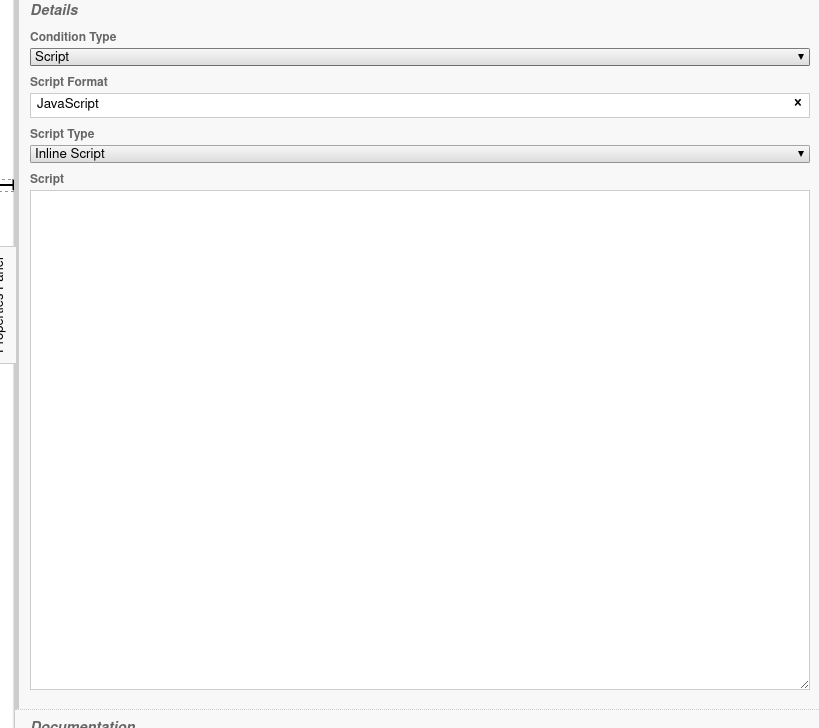 Details
Condition Type
Script
Script Format
JavaScript
Script Type
Inline Script
Script
Properties Panel
Documentation